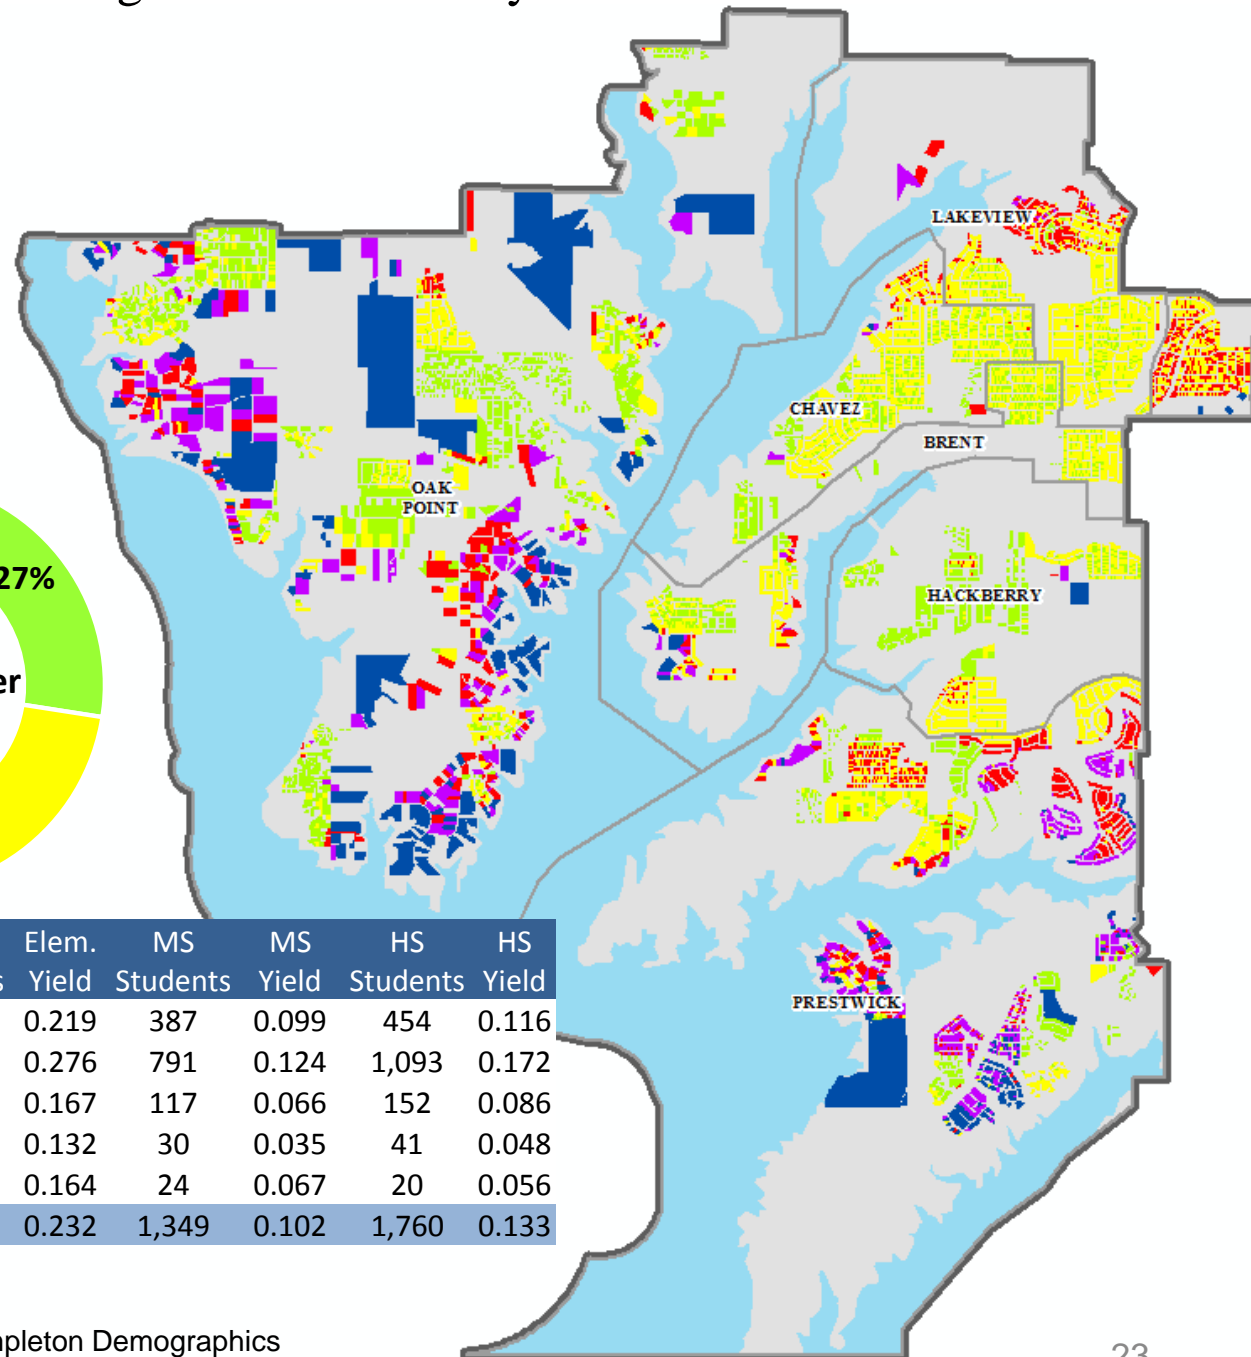 LAKEVIEW
CHAVEZ
BRENT
OAK
POINT
27%
HACKBERRY
PRESTWICK
Elem. MS MS HS HS
Yield Students Yield Students Yield
0.219 387 0.099 454 0.116
0.276 791 0.124 1,093 0.172
0.167 117 0.066 152 0.086
0.132 30 0.035 41 0.048
0.164 24 0.067 20 0.056
0.232 1,349 0.102 1,760 0.133
Demographics
23